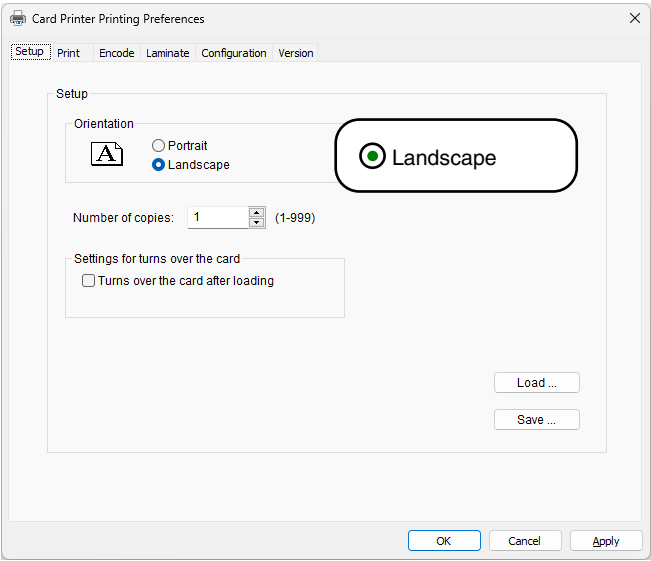 Card Printer Printing Preferences
Setup Print Encode Laminate Configuration Version
Setup
Orientation
A
Portrait
Landscape
Landscape
Number of copies: 1 (1-999)
Settings for turns over the card
Turns over the card after loading
Load ...
Save ...
OK Cancel Apply